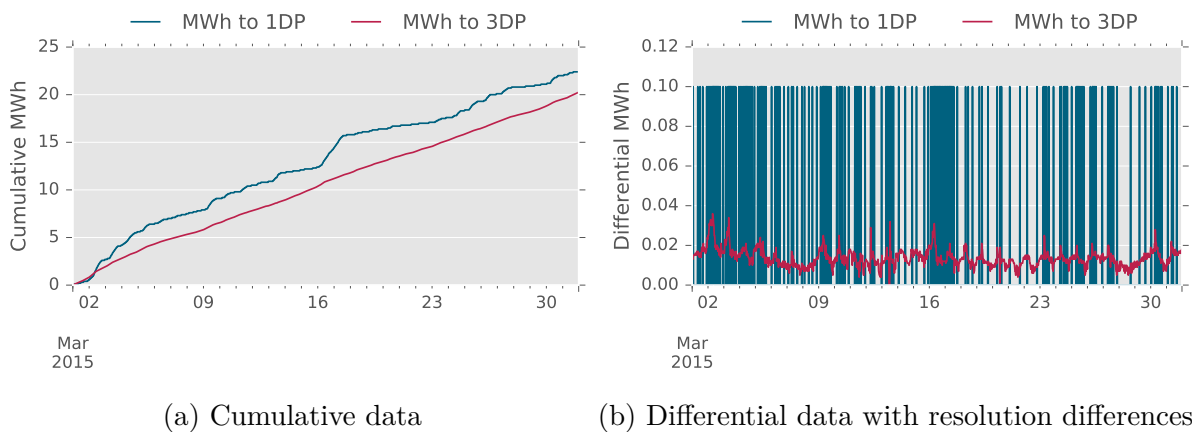 MWh to 1DP MWh to 3DP
25
20
15
10
5
0
Cumulative MWh
02 09 16 23 30
Mar
2015
(a) Cumulative data
MWh to 1DP MWh to 3DP
0.12
0.10
0.08
0.06
0.04
0.02
0.00
Differential MWh
02 09 16 23 30
Mar
2015
(b) Differential data with resolution differences